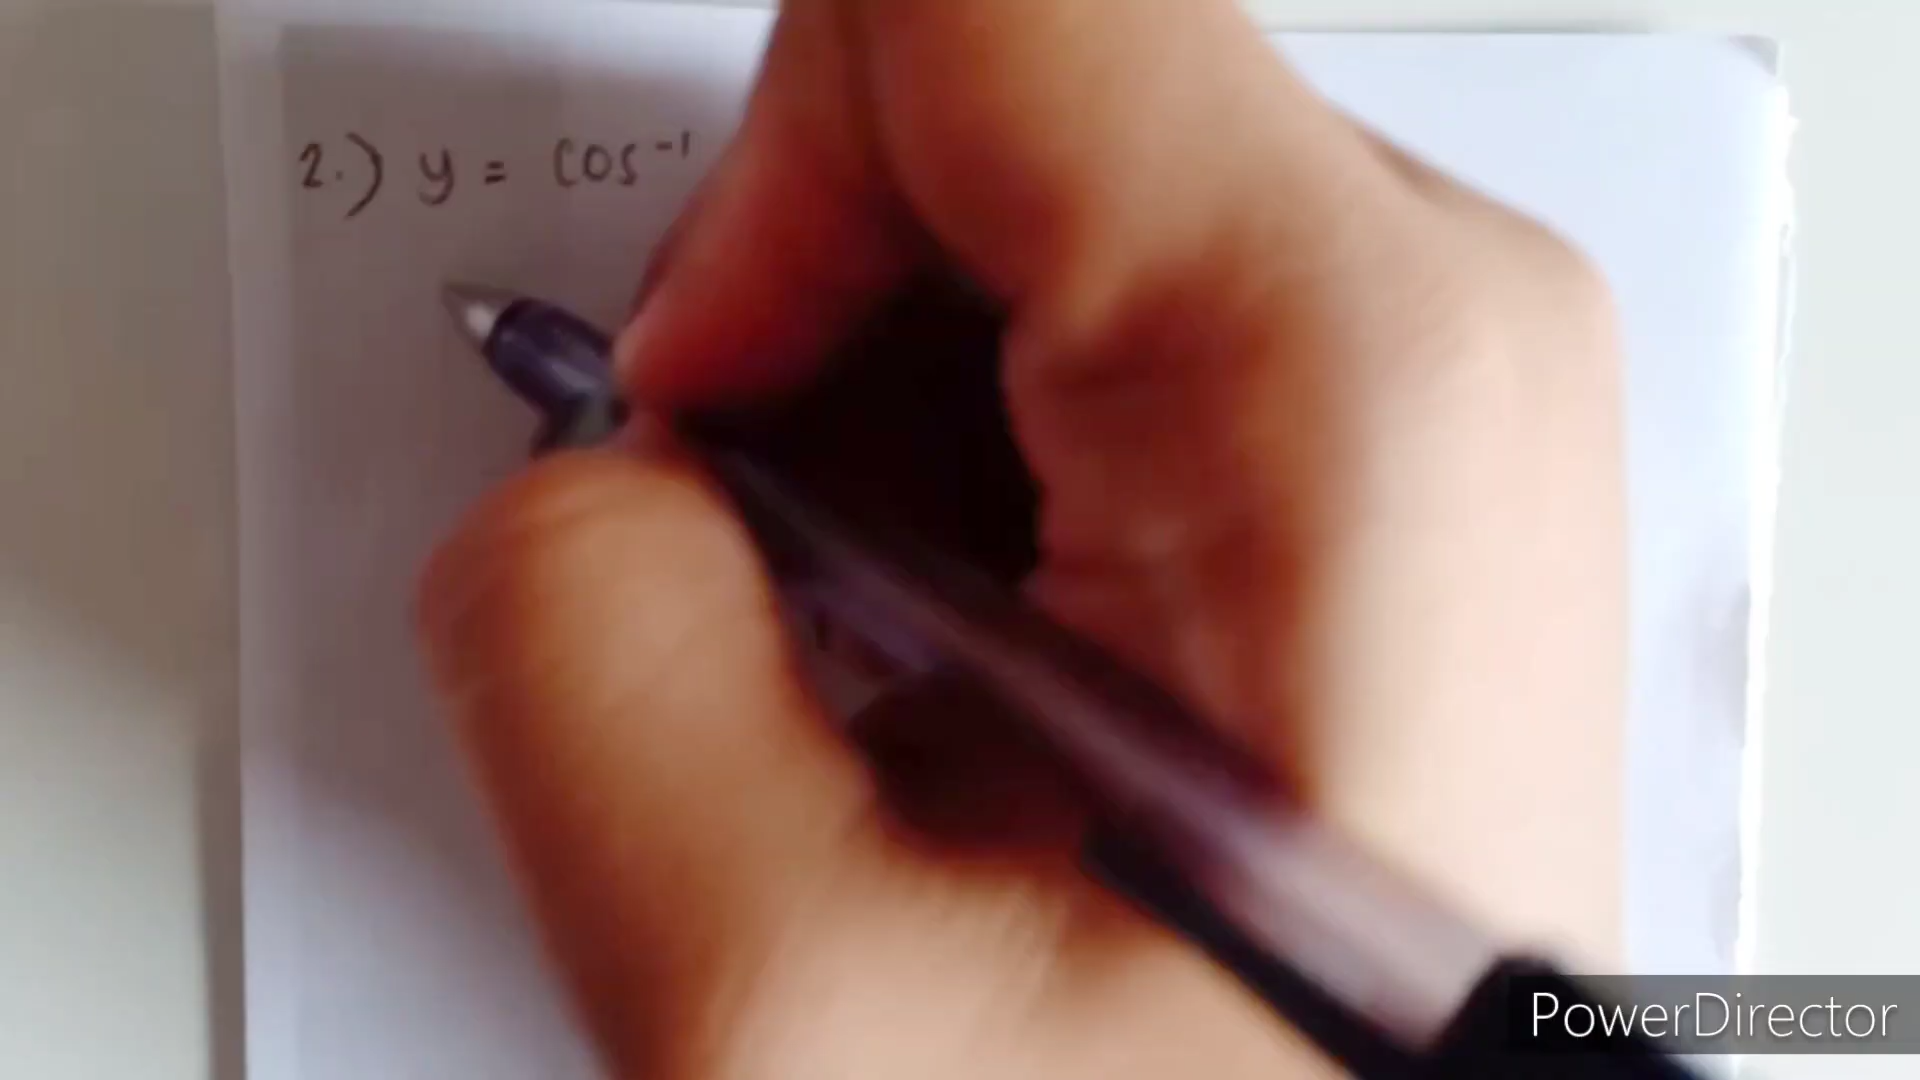 2.) y = cos⁻¹
PowerDirector